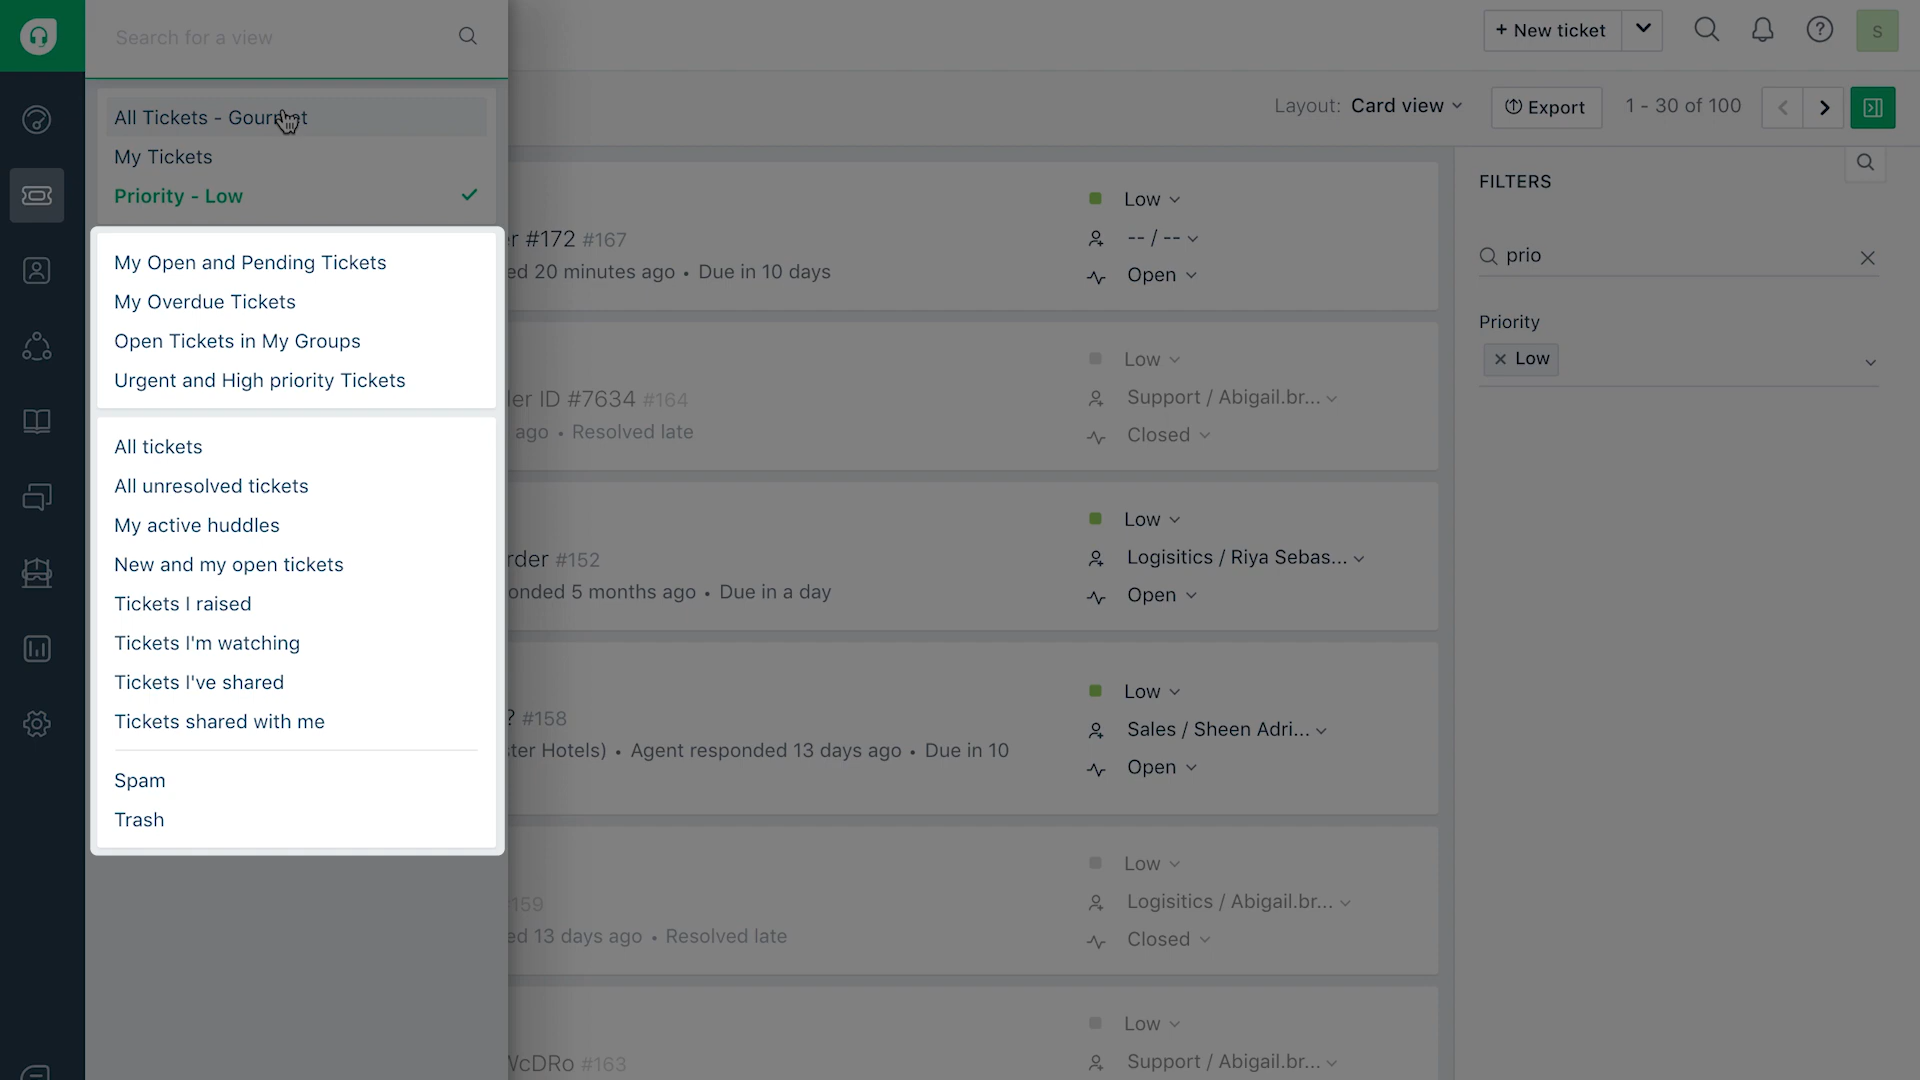 Search for a view
All Tickets - Gourmet
My Tickets
Priority - Low
My Open and Pending Tickets
My Overdue Tickets
Open Tickets in My Groups
Urgent and High priority Tickets
All tickets
All unresolved tickets
My active huddles
New and my open tickets
Tickets I raised
Tickets I'm watching
Tickets I've shared
Tickets shared with me
Spam
Trash
+ New ticket
S
Layout: Card view
Export
1 - 30 of 100
r #172 #167
ed 20 minutes ago • Due in 10 days
Low
-- / --
Open
er ID #7634 #164
ago • Resolved late
Low
Support / Abigail.br...
Closed
rder #152
onded 5 months ago • Due in a day
Low
Logisitics / Riya Sebas...
Open
? #158
ter Hotels) • Agent responded 13 days ago • Due in 10
Low
Sales / Sheen Adri...
Open
159
ed 13 days ago • Resolved late
Low
Logisitics / Abigail.br...
Closed
WcDRo #163
Low
Support / Abigail.br...
FILTERS
prio
Priority
Low